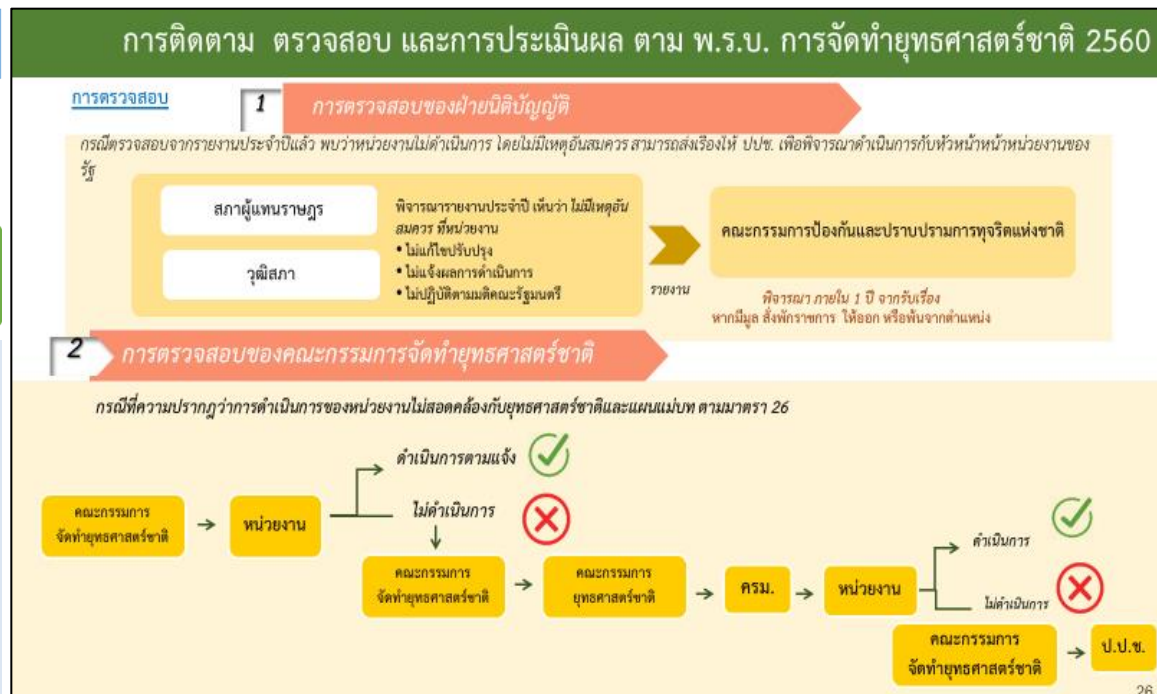 การติดตาม ตรวจสอบ และการประเมินผล ตาม พ.ร.บ. การจัดทำยุทธศาสตร์ชาติ 2560
การตรวจสอบ
1 การตรวจสอบของฝ่ายนิติบัญญัติ
กรณีตรวจสอบจากรายงานประจำปีแล้ว พบว่าหน่วยงานไม่ดำเนินการ โดยไม่มีเหตุอันสมควร สามารถส่งเรื่องให้ ปปช. เพื่อพิจารณาดำเนินการกับหัวหน้าหน้าหน่วยงานของ
รัฐ
สภาผู้แทนราษฎร
วุฒิสภา
พิจารณารายงานประจำปี เห็นว่า ไม่มีเหตุอัน
สมควร ที่หน่วยงาน
• ไม่แก้ไขปรับปรุง
• ไม่แจ้งผลการดำเนินการ
• ไม่ปฏิบัติตามมติคณะรัฐมนตรี
รายงาน
คณะกรรมการป้องกันและปราบปรามการทุจริตแห่งชาติ
พิจารณา ภายใน 1 ปี จากรับเรื่อง
หากมีมูล สั่งพักราชการ ให้ออก หรือพ้นจากตำแหน่ง
2 การตรวจสอบของคณะกรรมการจัดทำยุทธศาสตร์ชาติ
กรณีที่ความปรากฏว่าการดำเนินการของหน่วยงานไม่สอดคล้องกับยุทธศาสตร์ชาติและแผนแม่บท ตามมาตรา 26
คณะกรรมการ
จัดทำยุทธศาสตร์ชาติ
หน่วยงาน
ดำเนินการตามแจ้ง
ไม่ดำเนินการ
คณะกรรมการ
จัดทำยุทธศาสตร์ชาติ
คณะกรรมการ
ยุทธศาสตร์ชาติ
ครม.
หน่วยงาน
ดำเนินการ
ไม่ดำเนินการ
คณะกรรมการ
จัดทำยุทธศาสตร์ชาติ
ป.ป.ช.
26